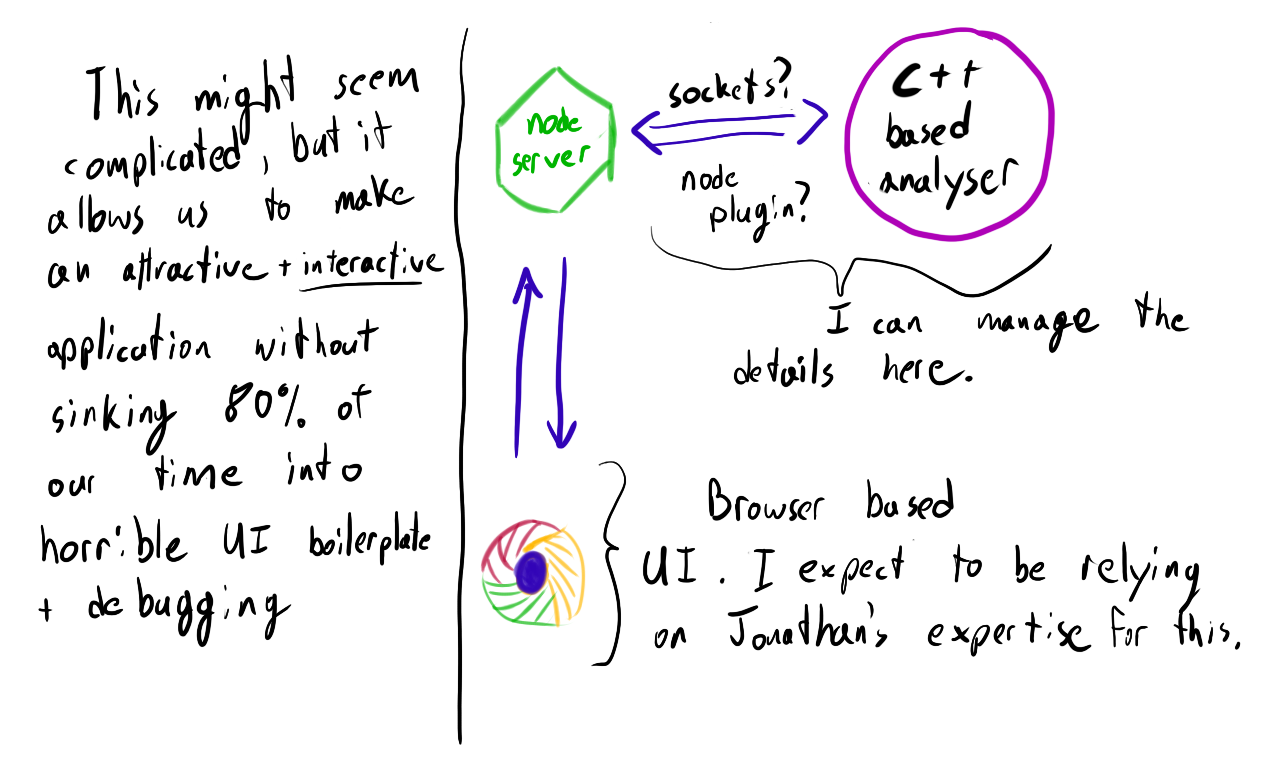 This might seem
complicated, but it
allows us to make
an attractive + interactive
application without
sinking 80% of
our time into
horrible UI boilerplate
+ debugging
node
server
sockets?
node
plugin?
C++
based
analyser
I can manage the
details here.
Browser based
UI. I expect to be relying
on Jonathan's expertise for this.